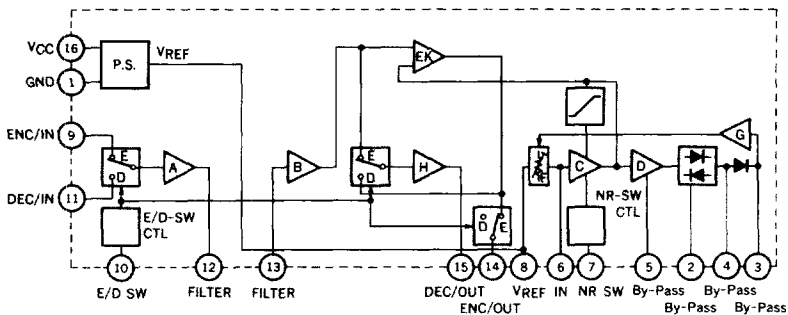 VCC 16
P.S.
VREF
GND 1
EK
ENC/IN 9
G
E
D
A
B
E
D
H
C
D
DEC/IN 11
E/D-SW
CTL
D E
NR-SW
CTL
10 12 13 15 14 8 6 7 5 2 4 3
E/D SW FILTER FILTER DEC/OUT VREF IN NR SW By-Pass By-Pass
ENC/OUT By-Pass By-Pass